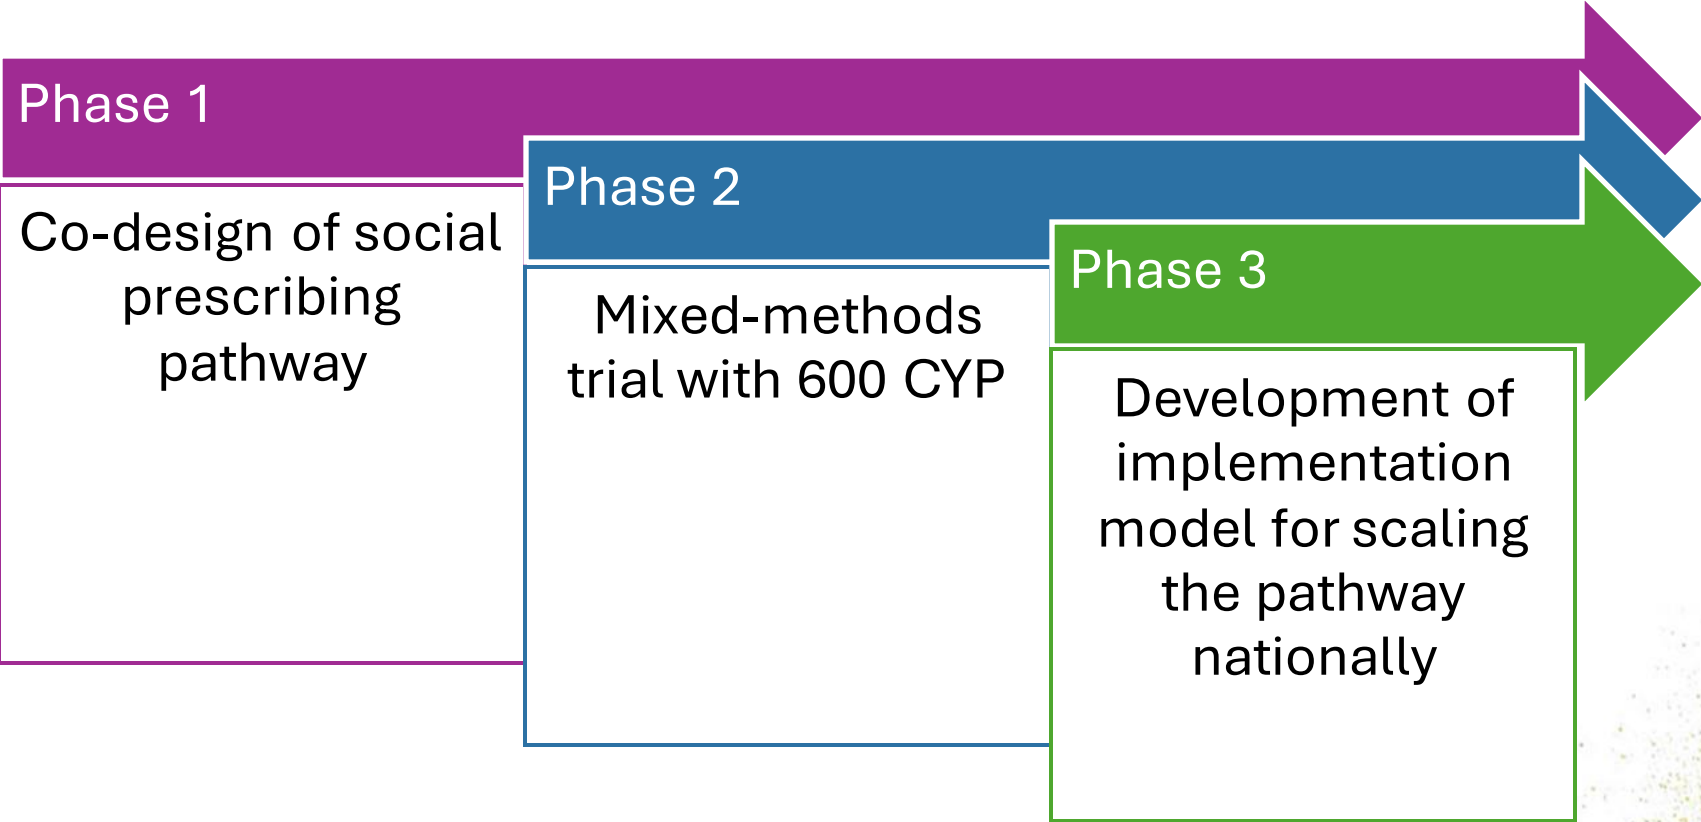 Phase 1
Co-design of social
prescribing
pathway
Phase 2
Mixed-methods
trial with 600 CYP
Phase 3
Development of
implementation
model for scaling
the pathway
nationally